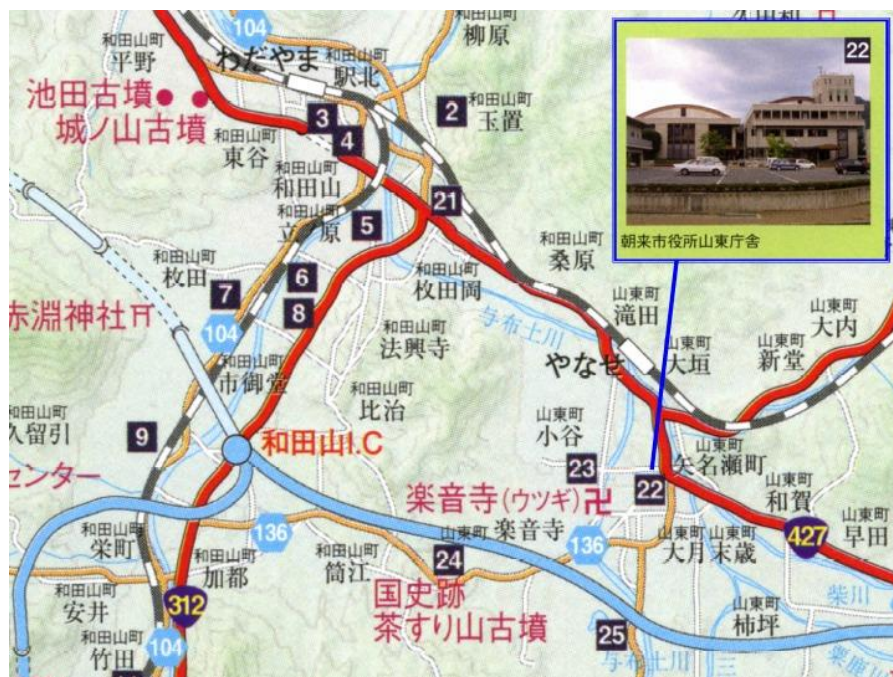 104
和田山町
平野
わだやま
和田山町
駅北
和田山町
柳原
22
池田古墳
城ノ山古墳
3
4
2
和田山町
玉置
和田山町
東谷
和田山町
和田山
21
朝来市役所山東庁舎
和田山町
立ノ原
5
和田山町
桑原
和田山町
枚田
6
和田山町
枚田岡
7
8
山東町
滝田
山東町
大内
赤淵神社
104
与布土川
和田山町
法興寺
山東町
大垣
山東町
新堂
やなせ
和田山町
市御堂
和田山町
比治
久留引
9
和田山I.C
山東町
小谷
23
矢名瀬町
センター
22
山東町
和賀
楽音寺(ウツギ)卍
山東町
楽音寺
136
136
427
山東町
早田
和田山町
栄町
和田山町
加都
和田山町
筒江
24
山東町
大月
山東町
末歳
312
国史跡
茶すり山古墳
柴川
和田山町
安井
25
山東町
柿坪
和田山町
竹田
104
与布土川
粟鹿川